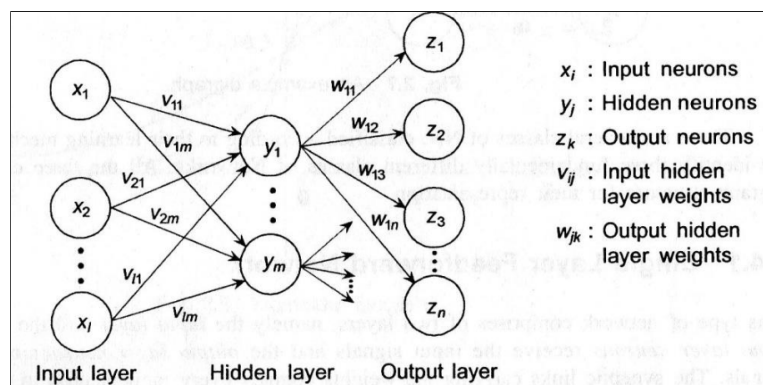 z1
x1
v11
w11
v1m
y1
w12
z2
v21
w13
x2
v2m
z3
w1n
vl1
ym
vlm
xl
zn
Input layer
Hidden layer
Output layer
xi : Input neurons
yj : Hidden neurons
zk : Output neurons
vij : Input hidden
layer weights
wjk : Output hidden
layer weights